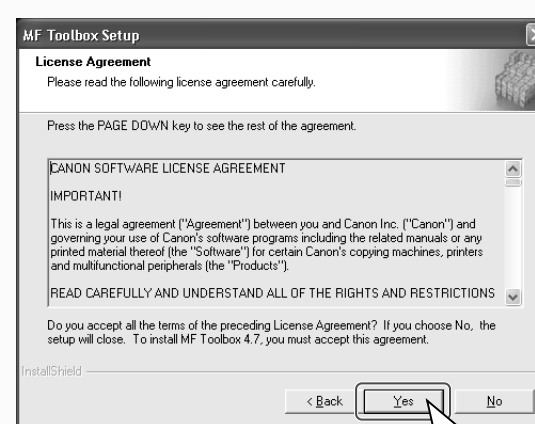 MF Toolbox Setup
License Agreement
Please read the following license agreement carefully.
Press the PAGE DOWN key to see the rest of the agreement.
CANON SOFTWARE LICENSE AGREEMENT
IMPORTANT!
This is a legal agreement ("Agreement") between you and Canon Inc. ("Canon") and
governing your use of Canon's software programs including the related manuals or any
printed material thereof (the "Software") for certain Canon's copying machines, printers
and multifunctional peripherals (the "Products").
READ CAREFULLY AND UNDERSTAND ALL OF THE RIGHTS AND RESTRICTIONS
Do you accept all the terms of the preceding License Agreement? If you choose No, the
setup will close. To install MF Toolbox 4.7, you must accept this agreement.
InstallShield
< Back Yes No